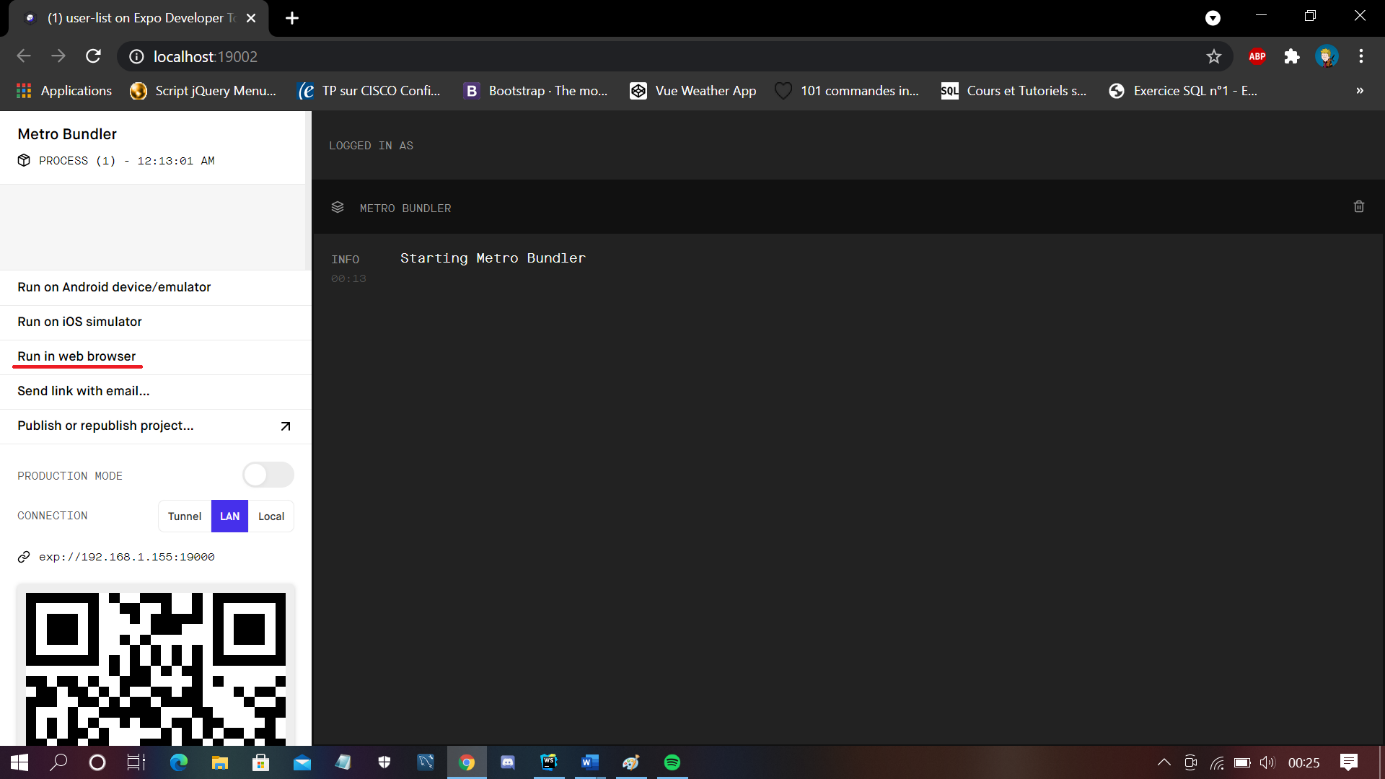 (1) user-list on Expo Developer To
localhost:19002
ABP
Applications
Script jQuery Menu...
TP sur CISCO Confi...
B
Bootstrap · The mo...
Vue Weather App
101 commandes in...
SQL
Cours et Tutoriels s...
Exercice SQL n°1 - E...
»
Metro Bundler
PROCESS (1) - 12:13:01 AM
LOGGED IN AS
METRO BUNDLER
INFO
Starting Metro Bundler
00:13
Run on Android device/emulator
Run on iOS simulator
Run in web browser
Send link with email...
Publish or republish project...
PRODUCTION MODE
CONNECTION
Tunnel
LAN
Local
exp://192.168.1.155:19000
WS
W
00:25